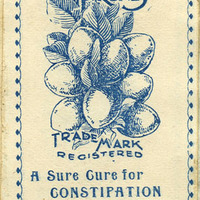 TRADE MARK
REGISTERED
A Sure Cure for
CONSTIPATION